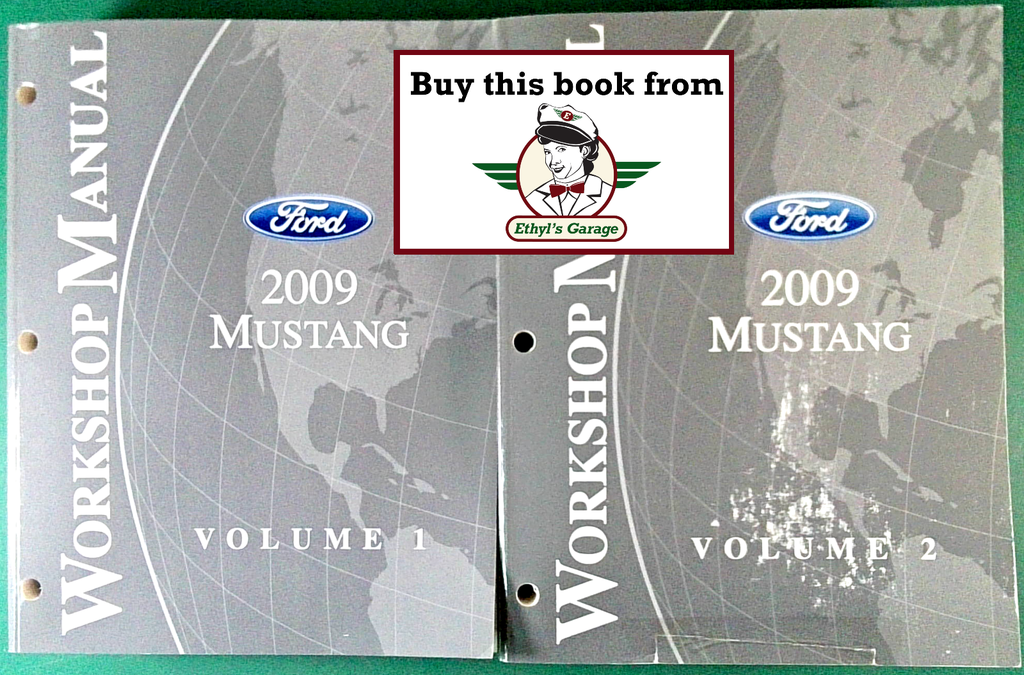 WORKSHOP MANUAL
Ford
2009
MUSTANG
VOLUME 1
Buy this book from
E
Ethyl's Garage
WORKSHOP
Ford
2009
MUSTANG
VOLUME 2